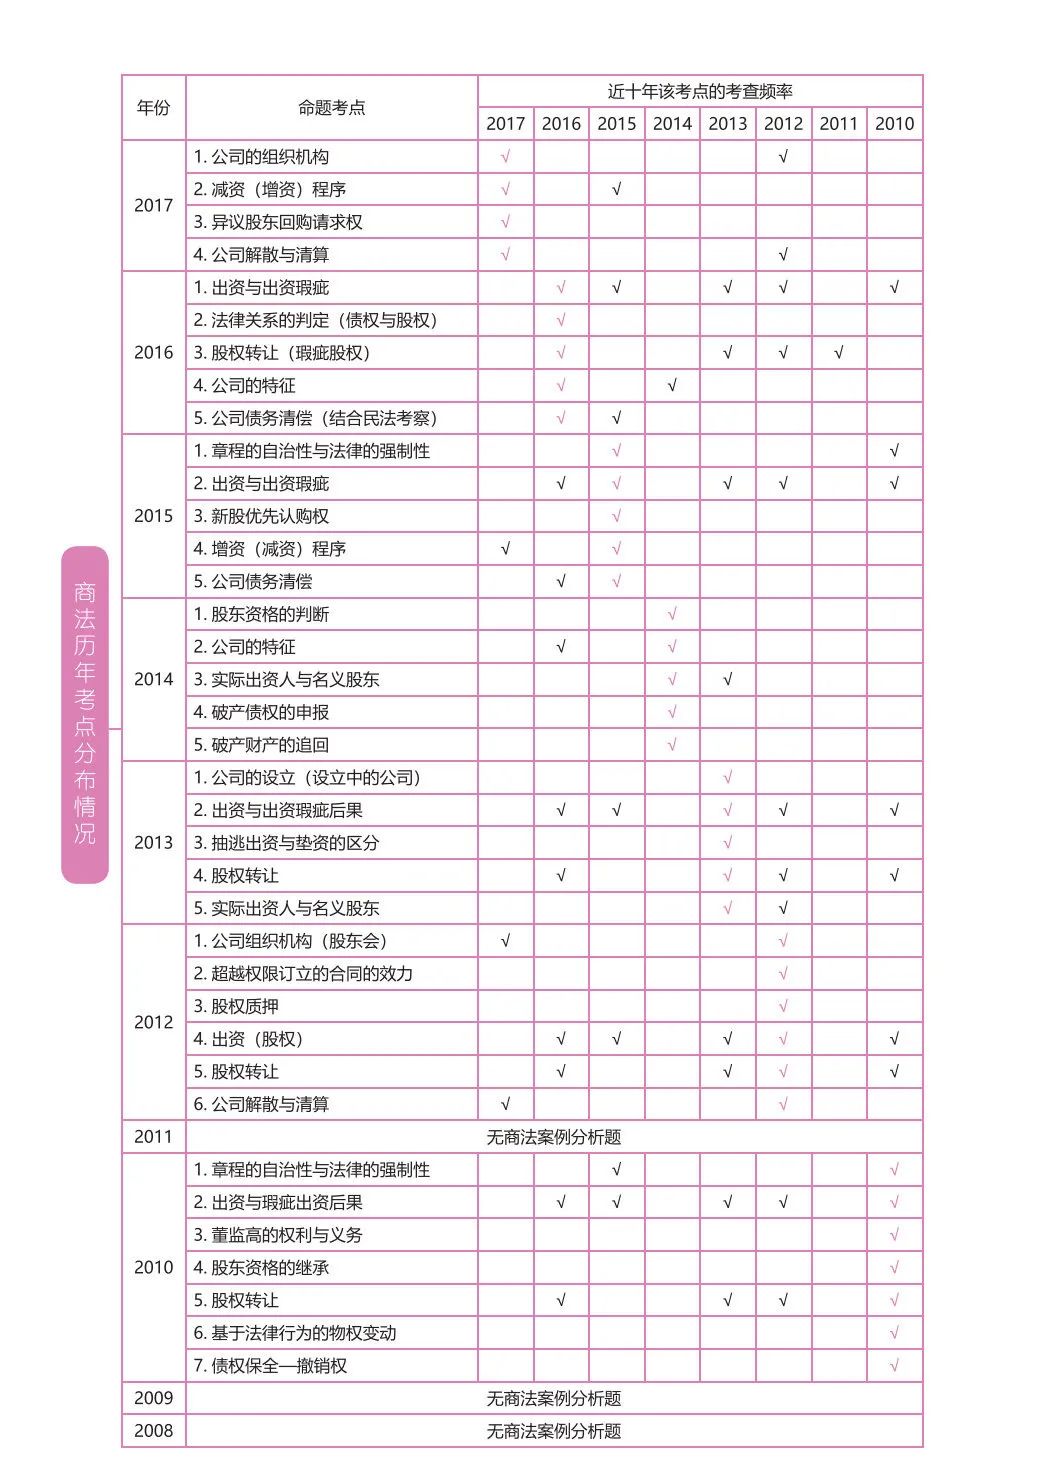 商法历年考点分布情况
年份 命题考点 近十年该考点的考查频率
2017 2016 2015 2014 2013 2012 2011 2010
2017
1. 公司的组织机构 √ √
2. 减资（增资）程序 √ √
3. 异议股东回购请求权 √
4. 公司解散与清算 √ √
2016
1. 出资与出资瑕疵 √ √ √ √ √
2. 法律关系的判定（债权与股权） √
3. 股权转让（瑕疵股权） √ √ √ √
4. 公司的特征 √ √
5. 公司债务清偿（结合民法考察） √ √
2015
1. 章程的自治性与法律的强制性 √ √
2. 出资与出资瑕疵 √ √ √ √ √
3. 新股优先认购权 √
4. 增资（减资）程序 √ √
5. 公司债务清偿 √ √
2014
1. 股东资格的判断 √
2. 公司的特征 √ √
3. 实际出资人与名义股东 √ √
4. 破产债权的申报 √
5. 破产财产的追回 √
2013
1. 公司的设立（设立中的公司） √
2. 出资与出资瑕疵后果 √ √ √ √ √
3. 抽逃出资与垫资的区分 √
4. 股权转让 √ √ √ √
5. 实际出资人与名义股东 √ √
2012
1. 公司组织机构（股东会） √ √
2. 超越权限订立的合同的效力 √
3. 股权质押 √
4. 出资（股权） √ √ √ √ √
5. 股权转让 √ √ √ √
6. 公司解散与清算 √ √
2011 无商法案例分析题
2010
1. 章程的自治性与法律的强制性 √ √
2. 出资与瑕疵出资后果 √ √ √ √ √
3. 董监高的权利与义务 √
4. 股东资格的继承 √
5. 股权转让 √ √ √ √
6. 基于法律行为的物权变动 √
7. 债权保全—撤销权 √
2009 无商法案例分析题
2008 无商法案例分析题